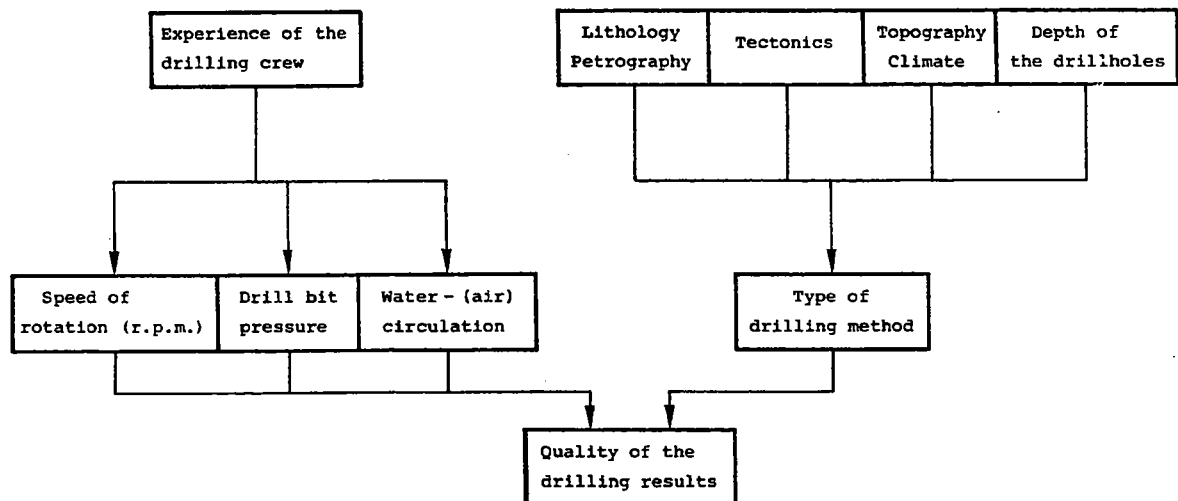 Experience of the
drilling crew
Lithology
Petrography
Tectonics
Topography
Climate
Depth of
the drillholes
Speed of
rotation (r.p.m.)
Drill bit
pressure
Water - (air)
circulation
Type of
drilling method
Quality of the
drilling results